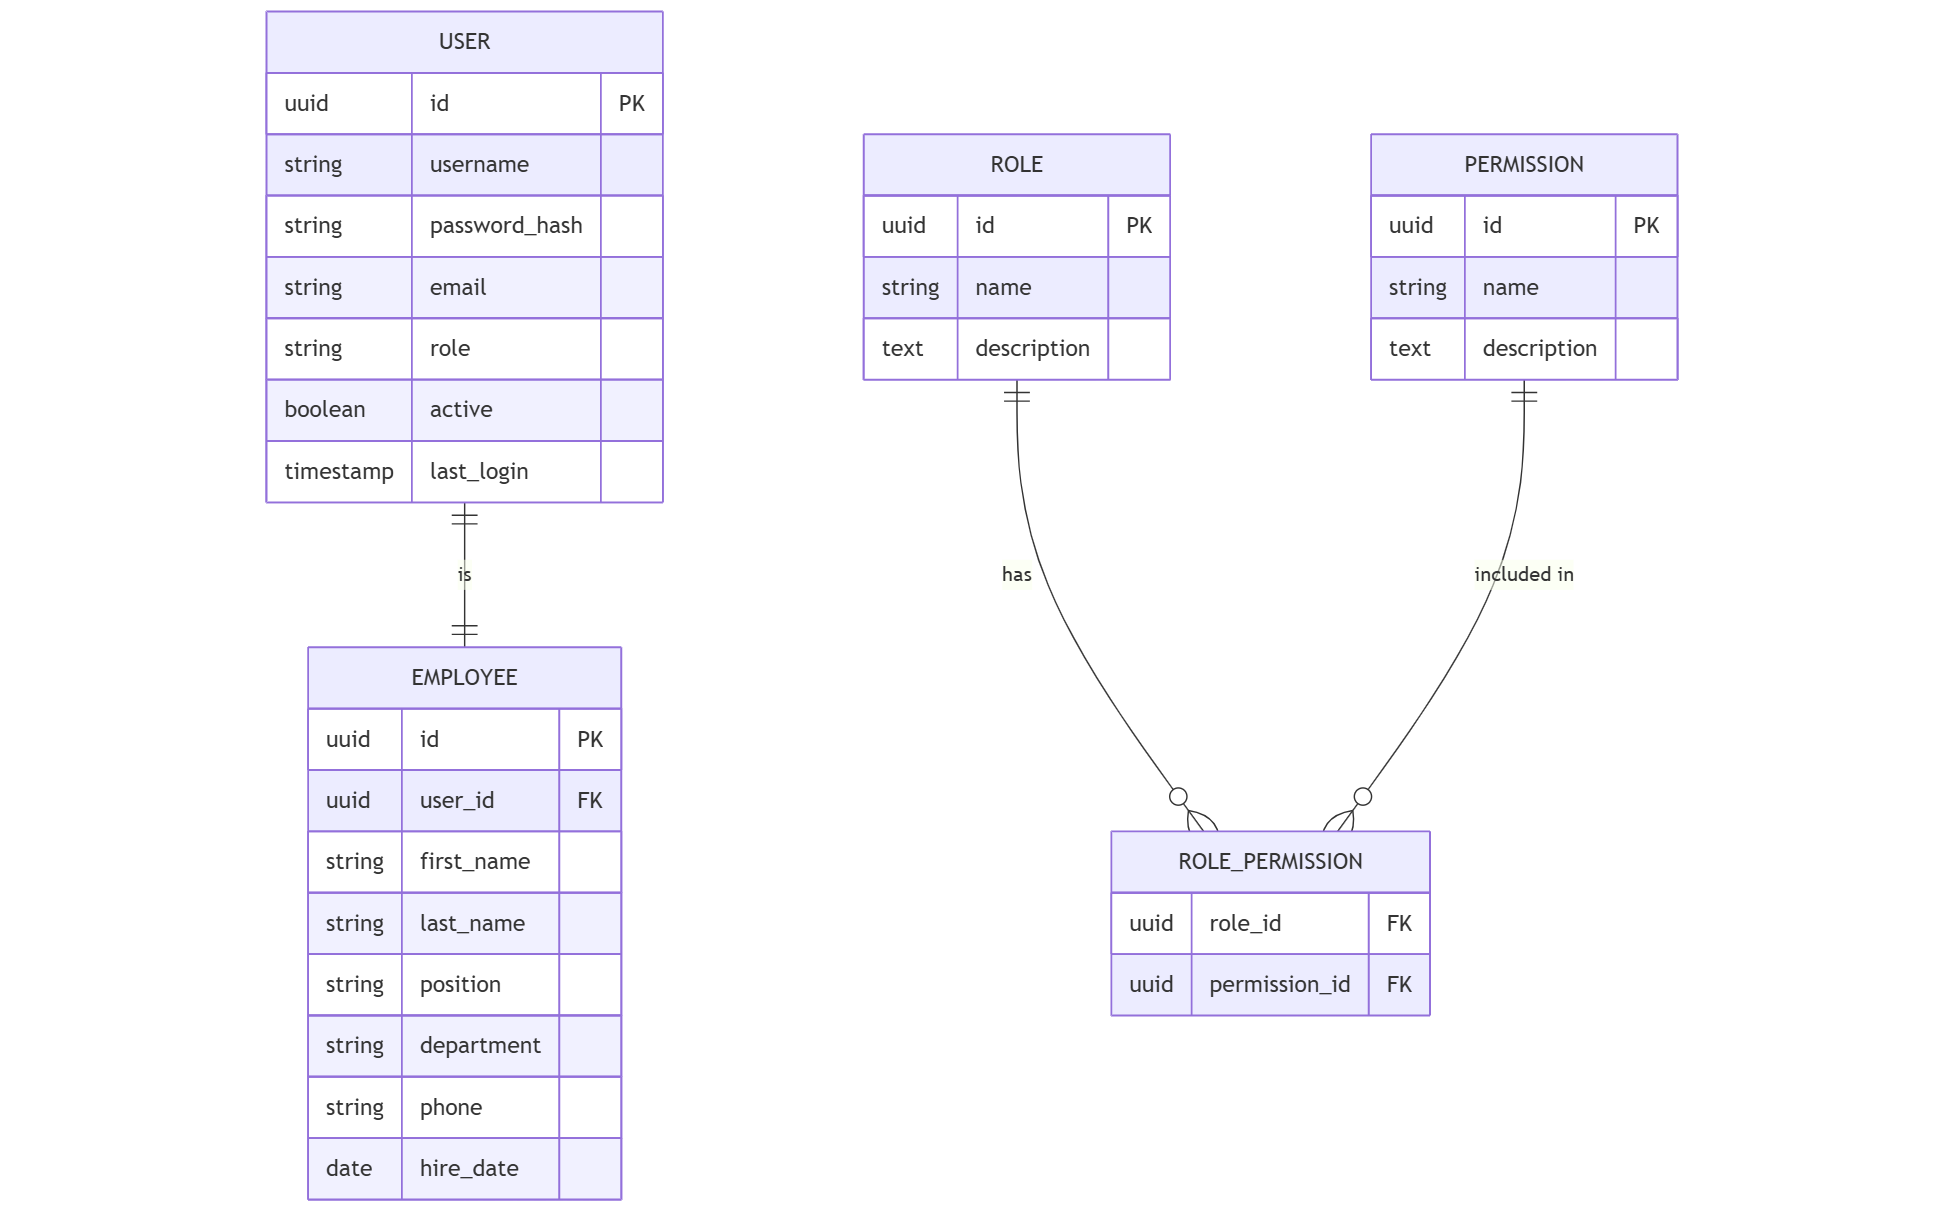 USER
uuid id PK
string username
string password_hash
string email
string role
boolean active
timestamp last_login
is
EMPLOYEE
uuid id PK
uuid user_id FK
string first_name
string last_name
string position
string department
string phone
date hire_date
ROLE
uuid id PK
string name
text description
has
PERMISSION
uuid id PK
string name
text description
included in
ROLE_PERMISSION
uuid role_id FK
uuid permission_id FK